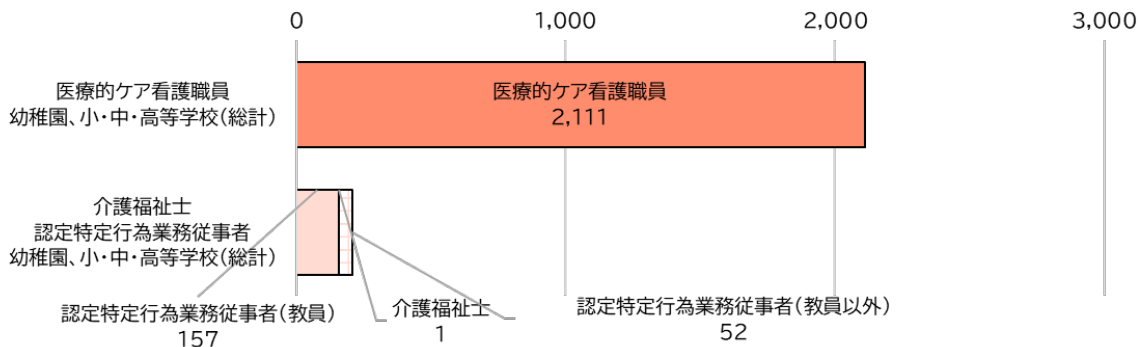 0
1,000
2,000
3,000
医療的ケア看護職員
幼稚園、小・中・高等学校(総計)
医療的ケア看護職員
2,111
介護福祉士
認定特定行為業務従事者
幼稚園、小・中・高等学校(総計)
認定特定行為業務従事者(教員)
157
介護福祉士
1
認定特定行為業務従事者(教員以外)
52